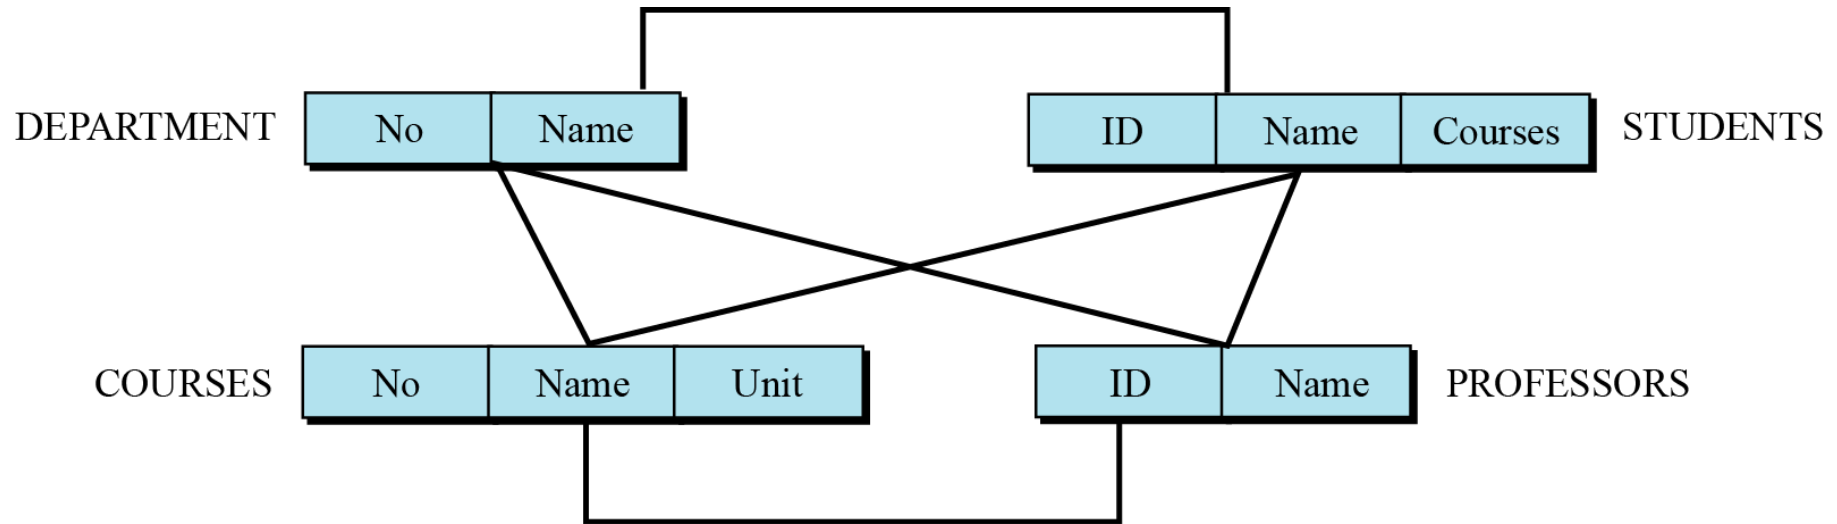 DEPARTMENT No Name
ID Name Courses STUDENTS
COURSES No Name Unit
ID Name PROFESSORS